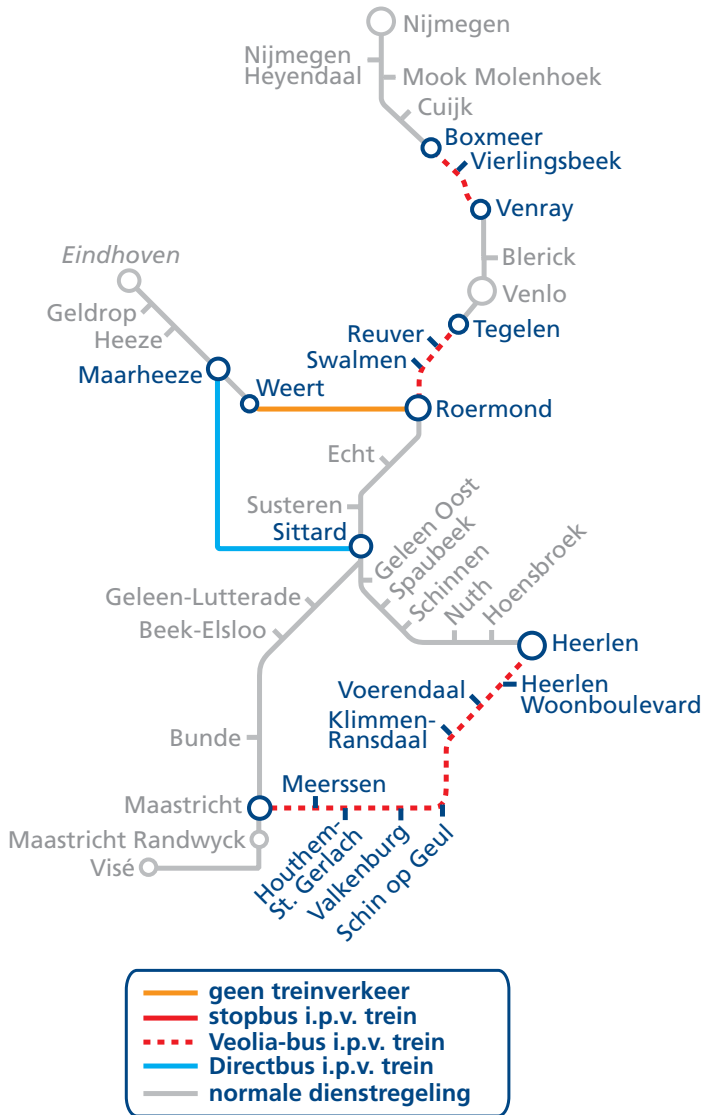 Nijmegen
Nijmegen
Heyendaal
Mook Molenhoek
Cuijk
Boxmeer
Vierlingsbeek
Venray
Eindhoven
Blerick
Geldrop
Venlo
Heeze
Reuver
Tegelen
Swalmen
Maarheeze
Weert
Roermond
Echt
Susteren
Sittard
Geleen Oost
Spaubeek
Schinnen
Nuth
Hoensbroek
Geleen-Lutterade
Beek-Elsloo
Heerlen
Voerendaal
Heerlen
Woonboulevard
Klimmen-
Ransdaal
Bunde
Meerssen
Maastricht
Maastricht Randwyck
Visé
Houthem-
St. Gerlach
Valkenburg
Schin op Geul
geen treinverkeer
stopbus i.p.v. trein
Veolia-bus i.p.v. trein
Directbus i.p.v. trein
normale dienstregeling